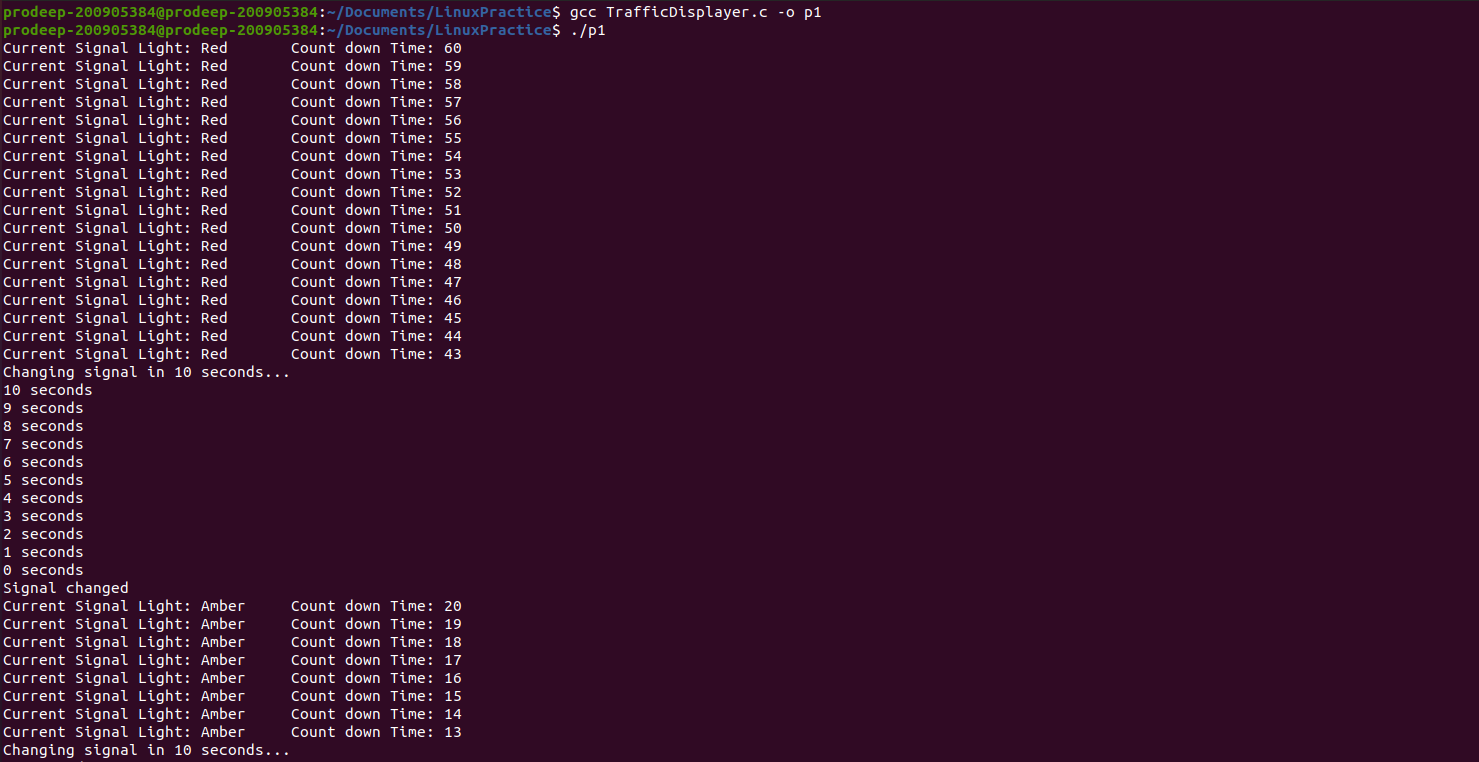 prodeep-200905384@prodeep-200905384:~/Documents/LinuxPractice$ gcc TrafficDisplayer.c -o p1
prodeep-200905384@prodeep-200905384:~/Documents/LinuxPractice$ ./p1
Current Signal Light: Red       Count down Time: 60
Current Signal Light: Red       Count down Time: 59
Current Signal Light: Red       Count down Time: 58
Current Signal Light: Red       Count down Time: 57
Current Signal Light: Red       Count down Time: 56
Current Signal Light: Red       Count down Time: 55
Current Signal Light: Red       Count down Time: 54
Current Signal Light: Red       Count down Time: 53
Current Signal Light: Red       Count down Time: 52
Current Signal Light: Red       Count down Time: 51
Current Signal Light: Red       Count down Time: 50
Current Signal Light: Red       Count down Time: 49
Current Signal Light: Red       Count down Time: 48
Current Signal Light: Red       Count down Time: 47
Current Signal Light: Red       Count down Time: 46
Current Signal Light: Red       Count down Time: 45
Current Signal Light: Red       Count down Time: 44
Current Signal Light: Red       Count down Time: 43
Changing signal in 10 seconds...
10 seconds
9 seconds
8 seconds
7 seconds
6 seconds
5 seconds
4 seconds
3 seconds
2 seconds
1 seconds
0 seconds
Signal changed
Current Signal Light: Amber     Count down Time: 20
Current Signal Light: Amber     Count down Time: 19
Current Signal Light: Amber     Count down Time: 18
Current Signal Light: Amber     Count down Time: 17
Current Signal Light: Amber     Count down Time: 16
Current Signal Light: Amber     Count down Time: 15
Current Signal Light: Amber     Count down Time: 14
Current Signal Light: Amber     Count down Time: 13
Changing signal in 10 seconds...